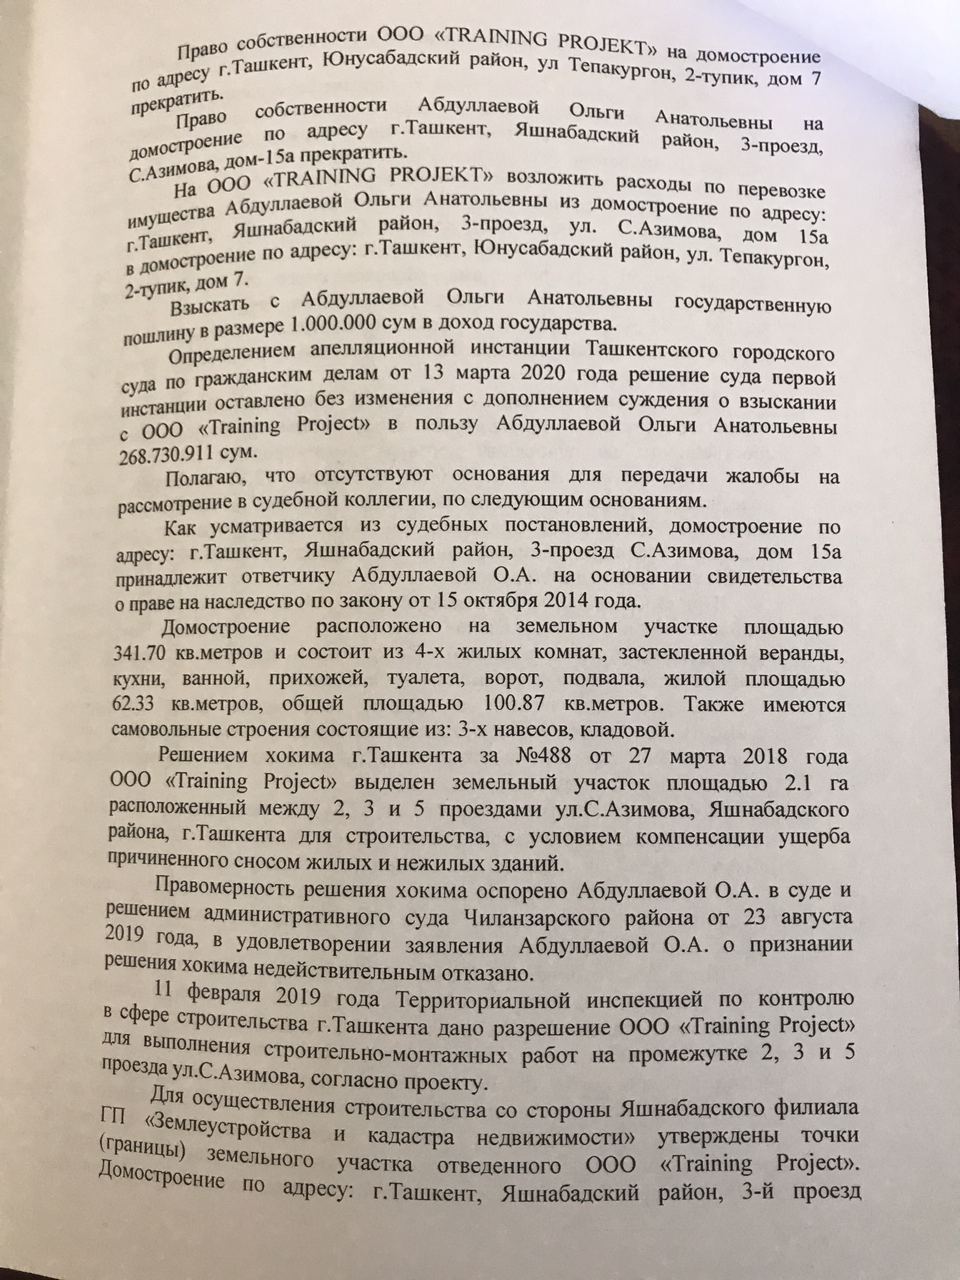 Право собственности ООО «TRAINING PROJEKT» на домостроение
по адресу г.Ташкент, Юнусабадский район, ул Тепакургон, 2-тупик, дом 7
прекратить.
Право собственности Абдуллаевой Ольги Анатольевны на
домостроение по адресу г.Ташкент, Яшнабадский район, 3-проезд,
С.Азимова, дом-15а прекратить.
На ООО «TRAINING PROJEKT» возложить расходы по перевозке
имущества Абдуллаевой Ольги Анатольевны из домостроение по адресу:
г.Ташкент, Яшнабадский район, 3-проезд, ул. С.Азимова, дом 15а
в домостроение по адресу: г.Ташкент, Юнусабадский район, ул. Тепакургон,
2-тупик, дом 7.
Взыскать с Абдуллаевой Ольги Анатольевны государственную
пошлину в размере 1.000.000 сум в доход государства.
Определением апелляционной инстанции Ташкентского городского
суда по гражданским делам от 13 марта 2020 года решение суда первой
инстанции оставлено без изменения с дополнением суждения о взыскании
с ООО «Training Project» в пользу Абдуллаевой Ольги Анатольевны
268.730.911 сум.
Полагаю, что отсутствуют основания для передачи жалобы на
рассмотрение в судебной коллегии, по следующим основаниям.
Как усматривается из судебных постановлений, домостроение по
адресу: г.Ташкент, Яшнабадский район, 3-проезд С.Азимова, дом 15а
принадлежит ответчику Абдуллаевой О.А. на основании свидетельства
о праве на наследство по закону от 15 октября 2014 года.
Домостроение расположено на земельном участке площадью
341.70 кв.метров и состоит из 4-х жилых комнат, застекленной веранды,
кухни, ванной, прихожей, туалета, ворот, подвала, жилой площадью
62.33 кв.метров, общей площадью 100.87 кв.метров. Также имеются
самовольные строения состоящие из: 3-х навесов, кладовой.
Решением хокима г.Ташкента за №488 от 27 марта 2018 года
ООО «Training Project» выделен земельный участок площадью 2.1 га
расположенный между 2, 3 и 5 проездами ул.С.Азимова, Яшнабадского
района, г.Ташкента для строительства, с условием компенсации ущерба
причиненного сносом жилых и нежилых зданий.
Правомерность решения хокима оспорено Абдуллаевой О.А. в суде и
решением административного суда Чиланзарского района от 23 августа
2019 года, в удовлетворении заявления Абдуллаевой О.А. о признании
решения хокима недействительным отказано.
11 февраля 2019 года Территориальной инспекцией по контролю
в сфере строительства г.Ташкента дано разрешение ООО «Training Project»
для выполнения строительно-монтажных работ на промежутке 2, 3 и 5
проезда ул.С.Азимова, согласно проекту.
Для осуществления строительства со стороны Яшнабадского филиала
ГП «Землеустройства и кадастра недвижимости» утверждены точки
(границы) земельного участка отведенного ООО «Training Project».
Домостроение по адресу: г.Ташкент, Яшнабадский район, 3-й проезд